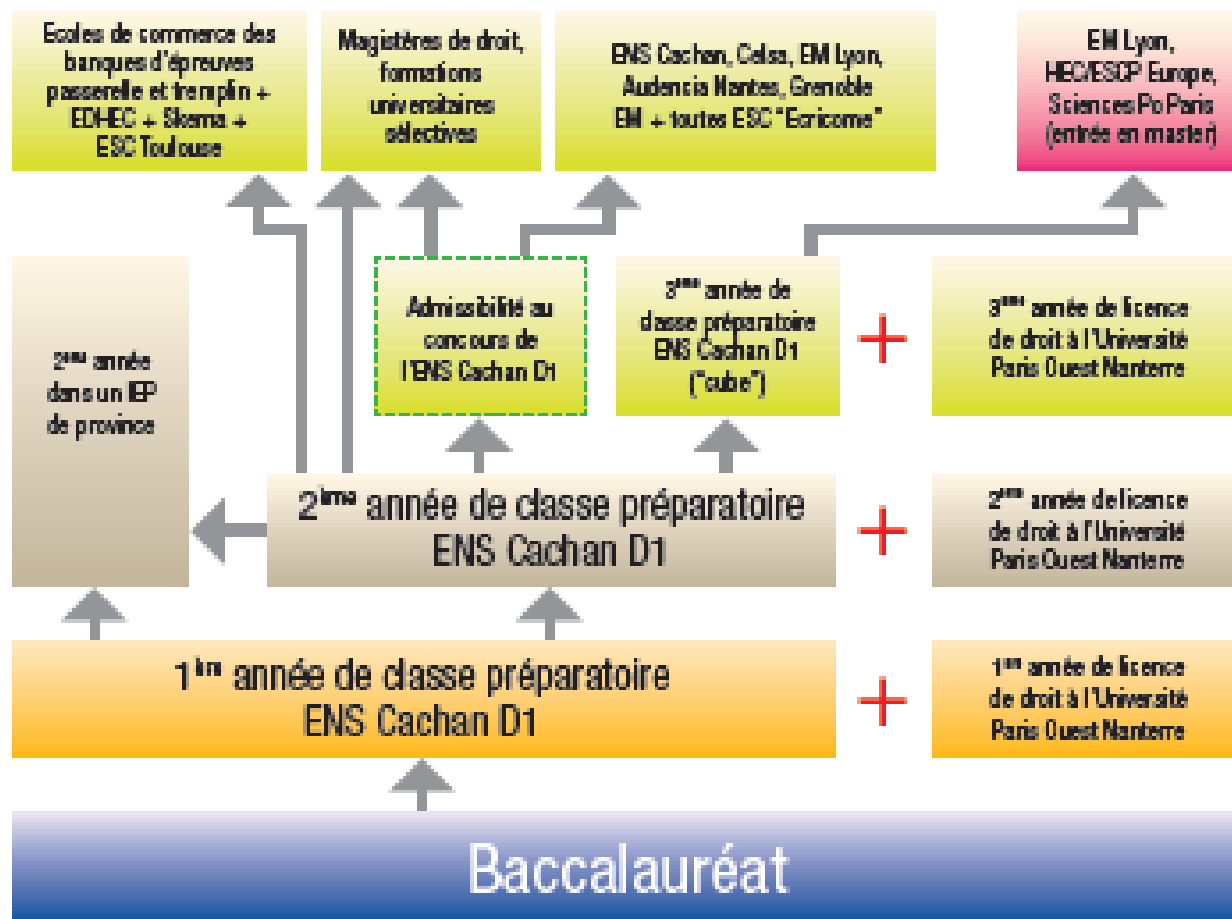 Ecoles de commerce des
banques d'épreuves
passerelle et tremplin +
EDHEC + Skema +
ESC Toulouse
Magistères de droit,
formations
universitaires
sélectives
ENS Cachan, Celsa, EM Lyon,
Audencia Nantes, Grenoble
EM + toutes ESC "Ecricome"
EM Lyon,
HEC/ESCP Europe,
Sciences Po Paris
(entrée en master)
2ème année
dans un IEP
de province
Admissibilité au
concours de
l'ENS Cachan D1
3ème année de
classe préparatoire
ENS Cachan D1
("cube")
+
3ème année de licence
de droit à l'Université
Paris Ouest Nanterre
2ème année de classe préparatoire
ENS Cachan D1
+
2ème année de licence
de droit à l'Université
Paris Ouest Nanterre
1ère année de classe préparatoire
ENS Cachan D1
+
1ère année de licence
de droit à l'Université
Paris Ouest Nanterre
Baccalauréat